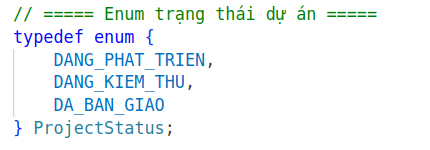 // ===== Enum trạng thái dự án =====
typedef enum {
    DANG_PHAT_TRIEN,
    DANG_KIEM_THU,
    DA_BAN_GIAO
} ProjectStatus;